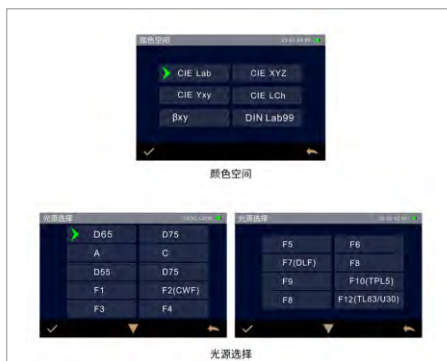 颜色空间
CIE Lab CIE XYZ
CIE Yxy CIE LCh
βxy DIN Lab99
颜色空间
光源选择
D65 D75
A C
D55 D75
F1 F2(CWF)
F3 F4
光源选择
F5 F6
F7(DLF) F8
F9 F10(TPL5)
F8 F12(TL83/U30)
光源选择